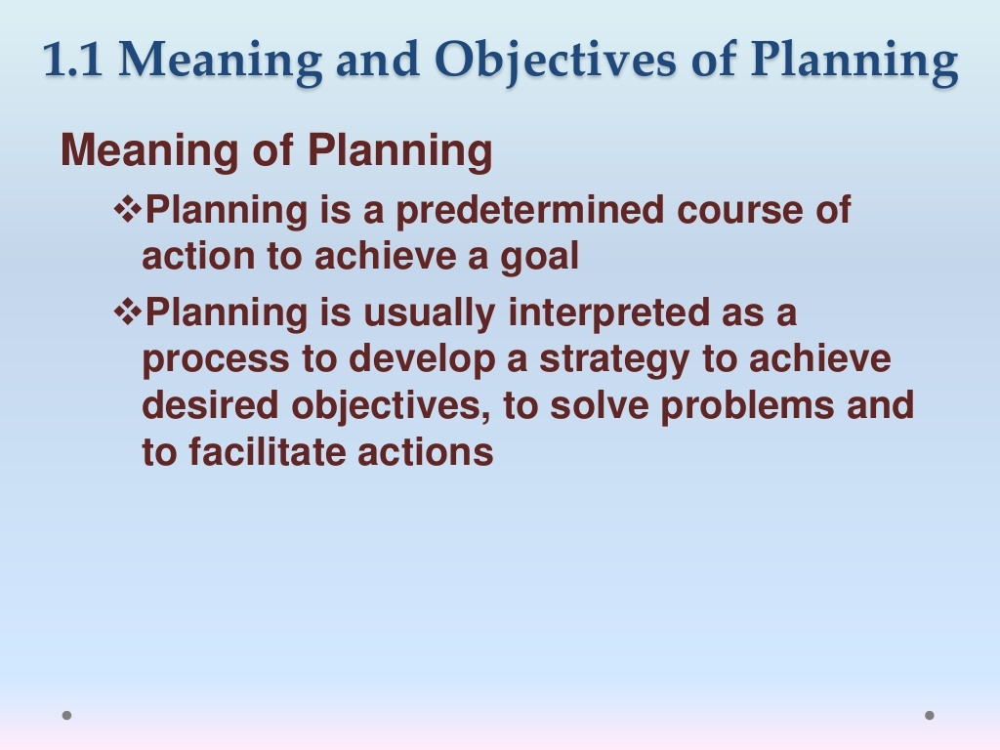 1.1 Meaning and Objectives of Planning
Meaning of Planning
❖Planning is a predetermined course of
action to achieve a goal
❖Planning is usually interpreted as a
process to develop a strategy to achieve
desired objectives, to solve problems and
to facilitate actions